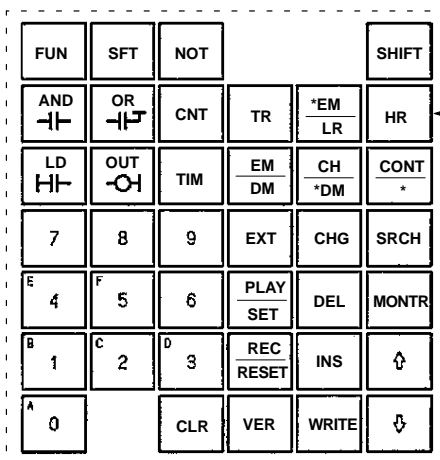 FUN SFT NOT SHIFT
AND OR CNT TR *EM LR HR
LD OUT TIM EM DM CH *DM CONT *
7 8 9 EXT CHG SRCH
E 4 F 5 6 PLAY SET DEL MONTR
B 1 C 2 D 3 REC RESET INS ⇧
A 0 CLR VER WRITE ⇩